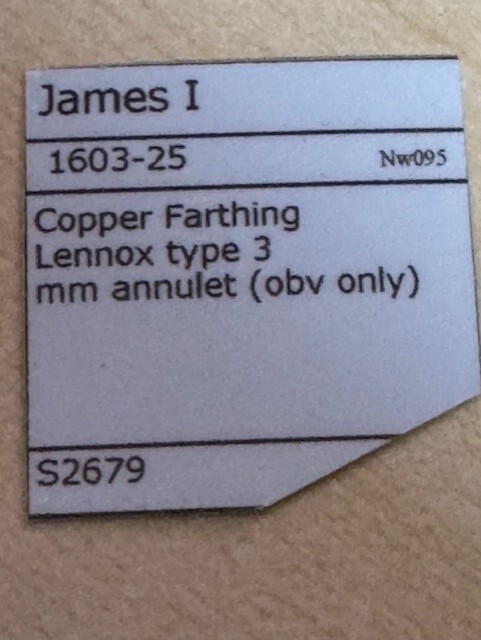 James I
1603-25 Nw095
Copper Farthing
Lennox type 3
mm annulet (obv only)
S2679